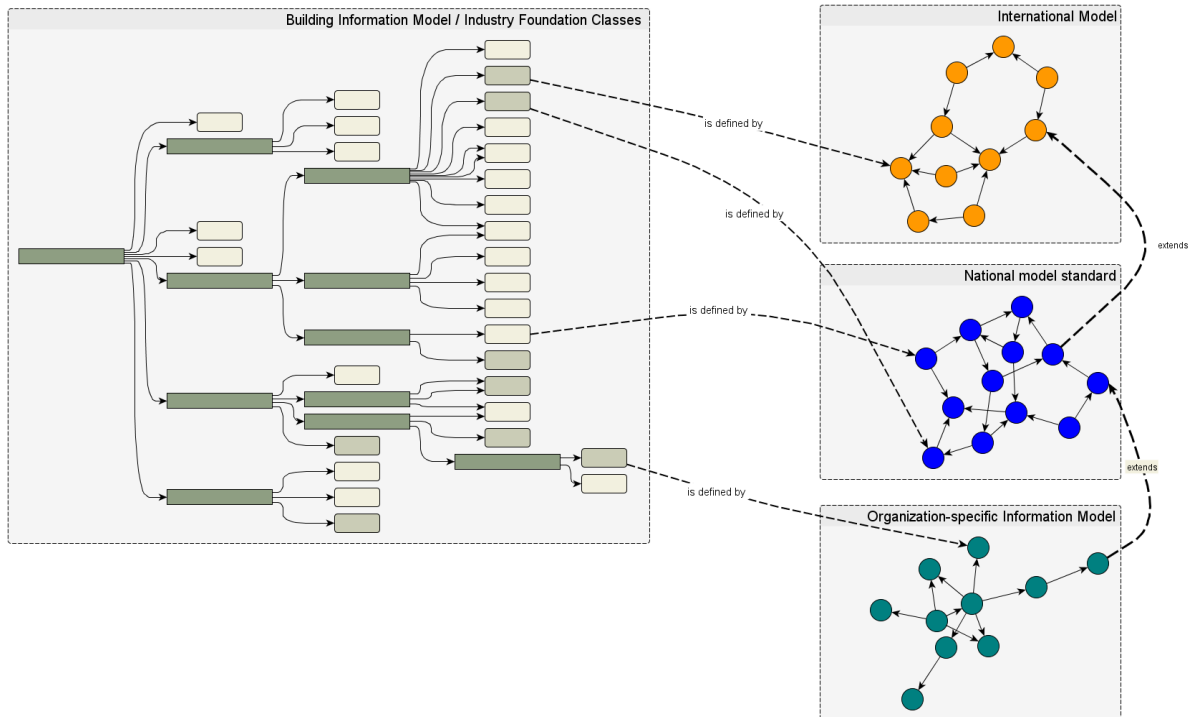 Building Information Model / Industry Foundation Classes
International Model
is defined by
is defined by
extends
National model standard
is defined by
extends
is defined by
Organization-specific Information Model